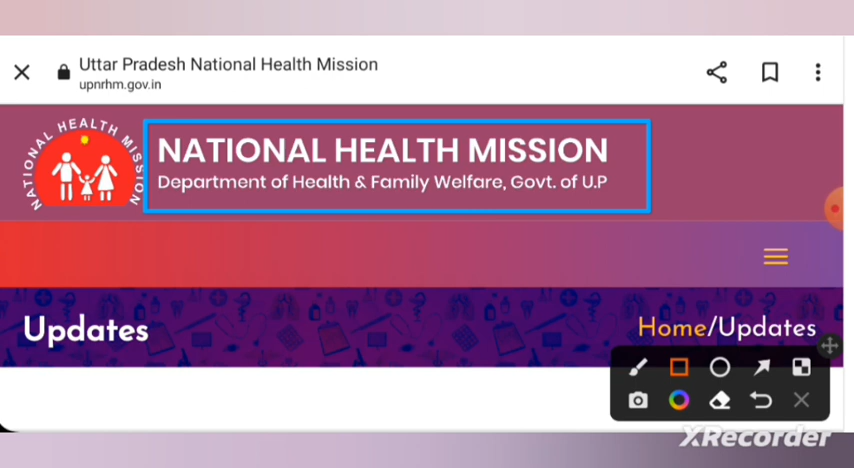 Uttar Pradesh National Health Mission
upnrhm.gov.in
NATIONAL HEALTH MISSION
NATIONAL HEALTH MISSION
Department of Health & Family Welfare, Govt. of U.P
Updates
Home/Updates
XRecorder